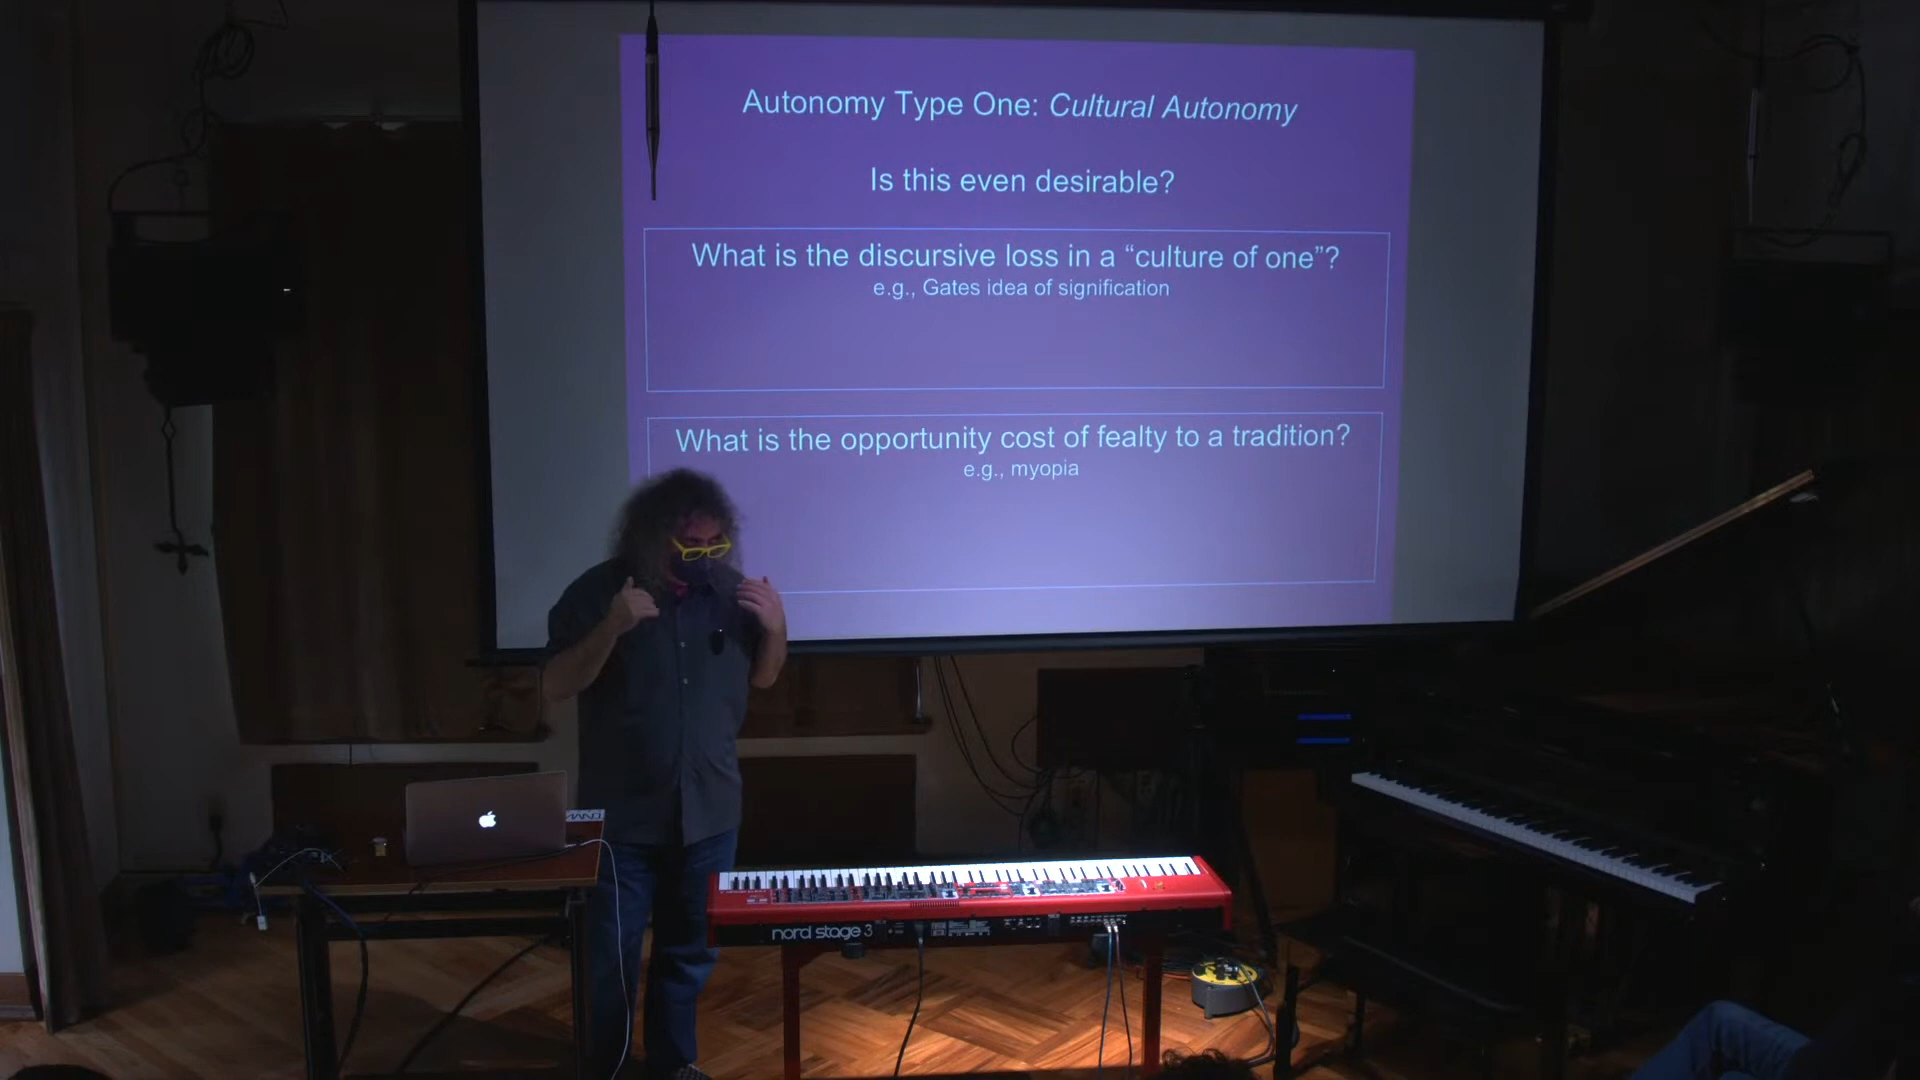 Autonomy Type One: Cultural Autonomy
Is this even desirable?
What is the discursive loss in a “culture of one”?
e.g., Gates idea of signification
What is the opportunity cost of fealty to a tradition?
e.g., myopia
nord stage 3